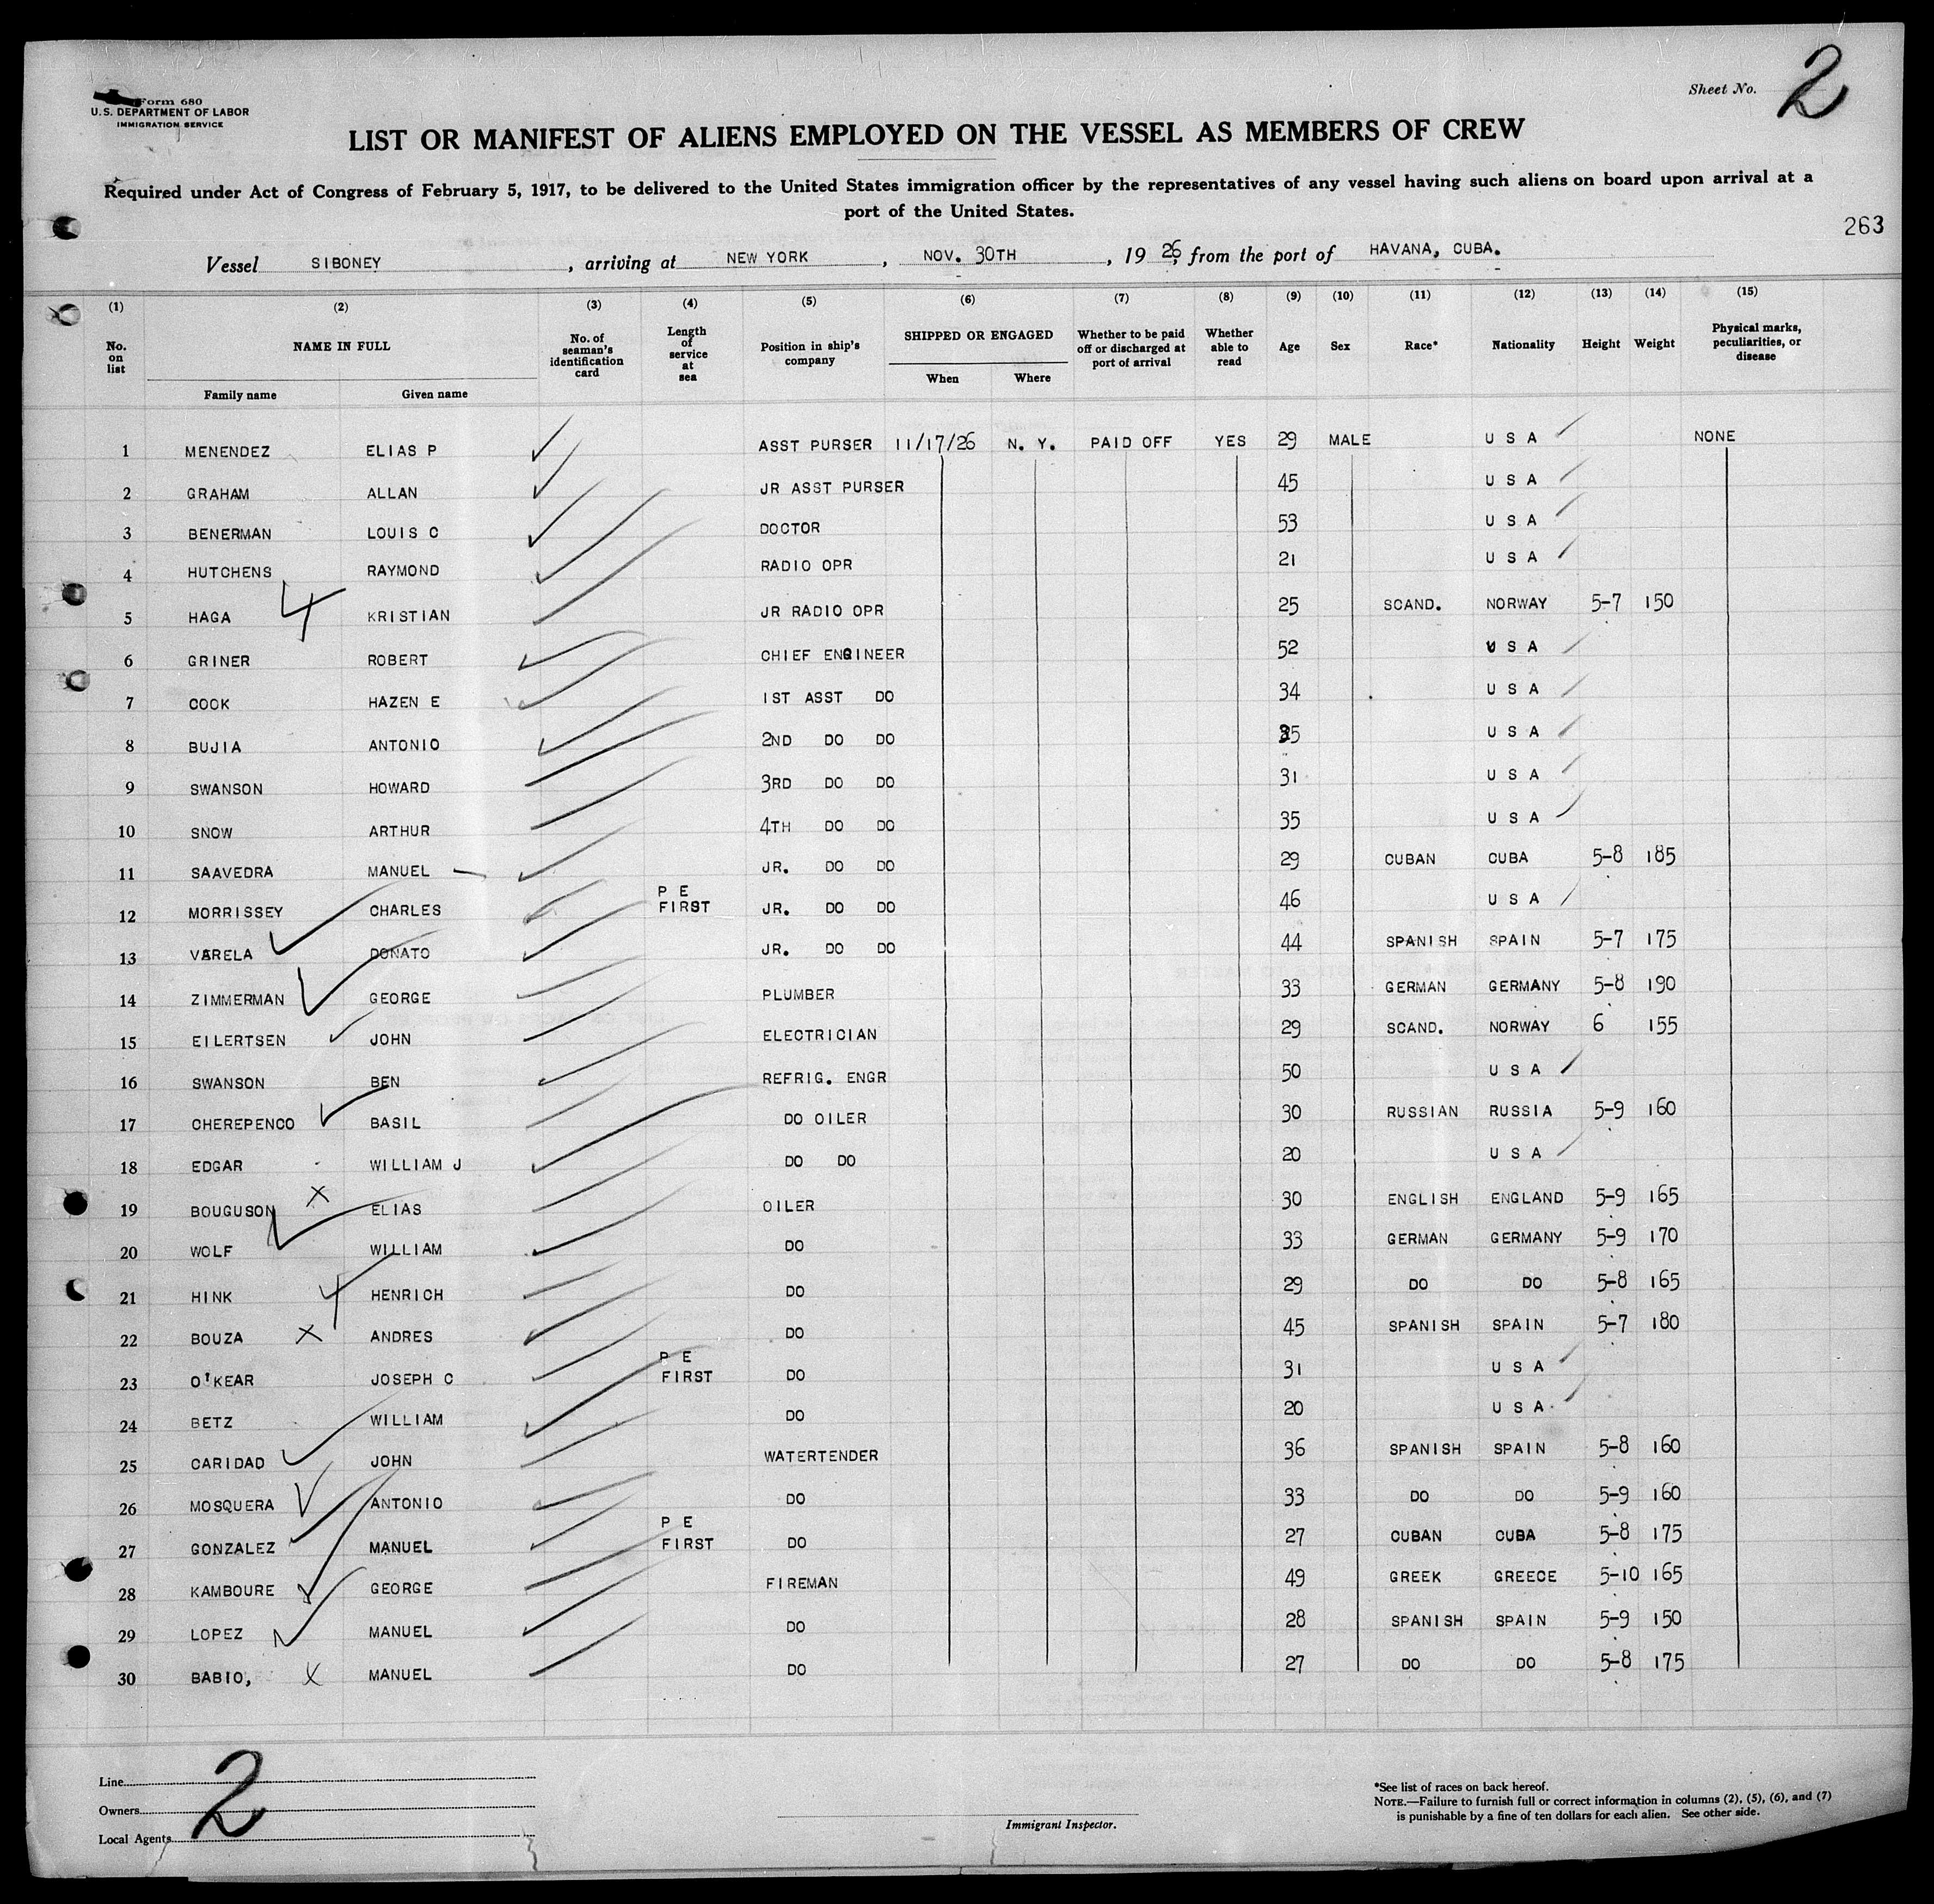 Form 680
U.S. DEPARTMENT OF LABOR
IMMIGRATION SERVICE
Sheet No. 2
LIST OR MANIFEST OF ALIENS EMPLOYED ON THE VESSEL AS MEMBERS OF CREW
Required under Act of Congress of February 5, 1917, to be delivered to the United States immigration officer by the representatives of any vessel having such aliens on board upon arrival at a
port of the United States.
263
Vessel SIBONEY, arriving at NEW YORK, NOV. 30TH, 1926, from the port of HAVANA, CUBA.
(1) (2) (3) (4) (5) (6) (7) (8) (9) (10) (11) (12) (13) (14) (15)
No. on list NAME IN FULL Family name Given name No. of seaman's identification card Length of service at sea Position in ship's company SHIPPED OR ENGAGED When Where Whether to be paid off or discharged at port of arrival Whether able to read Age Sex Race* Nationality Height Weight Physical marks, peculiarities, or disease
1 MENENDEZ ELIAS P ASST PURSER 11/17/26 N. Y. PAID OFF YES 29 MALE U S A NONE
2 GRAHAM ALLAN JR ASST PURSER 45 U S A
3 BENERMAN LOUIS C DOCTOR 53 U S A
4 HUTCHENS RAYMOND RADIO OPR 21 U S A
5 HAGA KRISTIAN JR RADIO OPR 25 SCAND. NORWAY 5-7 150
6 GRINER ROBERT CHIEF ENGINEER 52 U S A
7 COOK HAZEN E 1ST ASST DO 34 U S A
8 BUJIA ANTONIO 2ND DO DO 35 U S A
9 SWANSON HOWARD 3RD DO DO 31 U S A
10 SNOW ARTHUR 4TH DO DO 35 U S A
11 SAAVEDRA MANUEL JR. DO DO 29 CUBAN CUBA 5-8 185
12 MORRISSEY CHARLES P E FIRST JR. DO DO 46 U S A
13 VARELA DONATO JR. DO DO 44 SPANISH SPAIN 5-7 175
14 ZIMMERMAN GEORGE PLUMBER 33 GERMAN GERMANY 5-8 190
15 EILERTSEN JOHN ELECTRICIAN 29 SCAND. NORWAY 6 155
16 SWANSON BEN REFRIG. ENGR 50 U S A
17 CHEREPENCO BASIL DO OILER 30 RUSSIAN RUSSIA 5-9 160
18 EDGAR WILLIAM J DO DO 20 U S A
19 BOUGUSON ELIAS OILER 30 ENGLISH ENGLAND 5-9 165
20 WOLF WILLIAM DO 33 GERMAN GERMANY 5-9 170
21 HINK HENRICH DO 29 DO DO 5-8 165
22 BOUZA ANDRES DO 45 SPANISH SPAIN 5-7 180
23 O'KEAR JOSEPH C P E FIRST DO 31 U S A
24 BETZ WILLIAM DO 20 U S A
25 CARIDAD JOHN WATERTENDER 36 SPANISH SPAIN 5-8 160
26 MOSQUERA ANTONIO DO 33 DO DO 5-9 160
27 GONZALEZ MANUEL P E FIRST DO 27 CUBAN CUBA 5-8 175
28 KAMBOURE GEORGE FIREMAN 49 GREEK GREECE 5-10 165
29 LOPEZ MANUEL DO 28 SPANISH SPAIN 5-9 150
30 BABIO, MANUEL DO 27 DO DO 5-8 175
Line
Owners
Local Agents
2
Immigrant Inspector.
*See list of races on back hereof.
NOTE.—Failure to furnish full or correct information in columns (2), (5), (6), and (7)
is punishable by a fine of ten dollars for each alien. See other side.